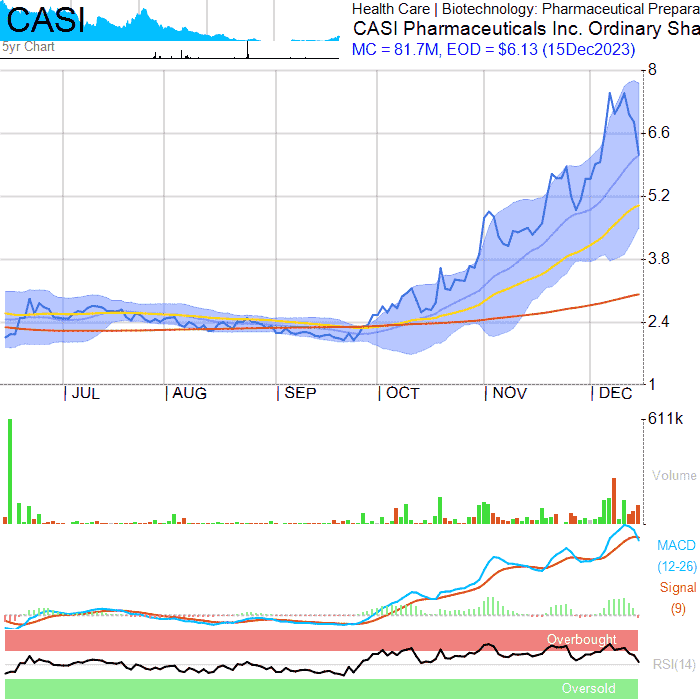 CASI
5yr Chart
Health Care | Biotechnology: Pharmaceutical Prepara
CASI Pharmaceuticals Inc. Ordinary Sha
MC = 81.7M, EOD = $6.13 (15Dec2023)
8
6.6
5.2
3.8
2.4
1
JUL AUG SEP OCT NOV DEC
611k
Volume
MACD
(12-26)
Signal
(9)
Overbought
RSI(14)
Oversold